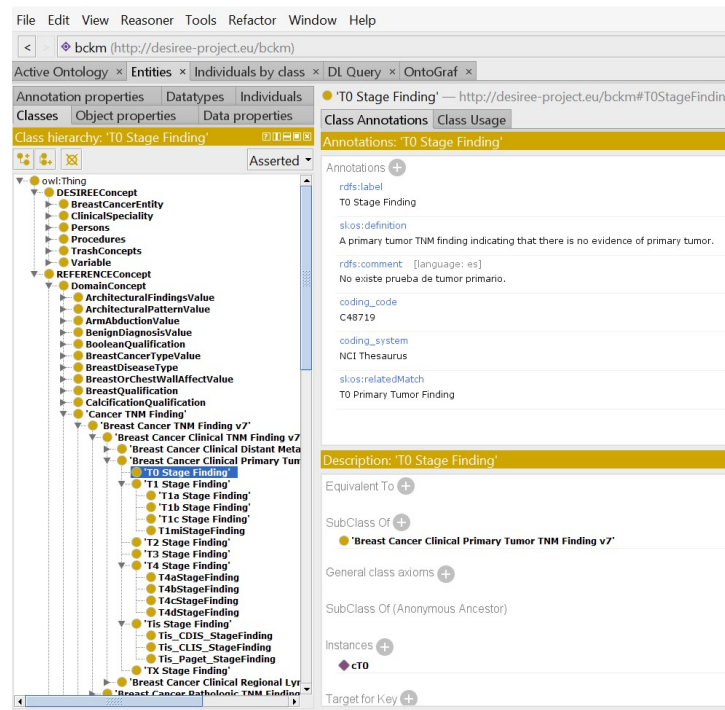 File Edit View Reasoner Tools Refactor Window Help
< > bckm (http://desiree-project.eu/bckm)
Active Ontology × Entities × Individuals by class × DL Query × OntoGraf ×
Annotation properties Datatypes Individuals
Classes Object properties Data properties
Class hierarchy: 'T0 Stage Finding'
Asserted
owl:Thing
DESIREEConcept
BreastCancerEntity
ClinicalSpeciality
Persons
Procedures
TrashConcepts
Variable
REFERENCEConcept
DomainConcept
ArchitecturalFindingsValue
ArchitecturalPatternValue
ArmAbductionValue
BenignDiagnosisValue
BooleanQualification
BreastCancerTypeValue
BreastDiseaseType
BreastOrChestWallAffectValue
BreastQualification
CalcificationQualification
'Cancer TNM Finding'
'Breast Cancer TNM Finding v7'
'Breast Cancer Clinical TNM Finding v7
'Breast Cancer Clinical Distant Meta
'Breast Cancer Clinical Primary Tum
'T0 Stage Finding'
'T1 Stage Finding'
'T1a Stage Finding'
'T1b Stage Finding'
'T1c Stage Finding'
T1miStageFinding
'T2 Stage Finding'
'T3 Stage Finding'
'T4 Stage Finding'
T4aStageFinding
T4bStageFinding
T4cStageFinding
T4dStageFinding
'Tis Stage Finding'
Tis_CDIS_StageFinding
Tis_CLIS_StageFinding
Tis_Paget_StageFinding
'TX Stage Finding'
'Breast Cancer Clinical Regional Lyr
'Breast Cancer Pathologic TNM Finding
'T0 Stage Finding' — http://desiree-project.eu/bckm#T0StageFindin
Class Annotations Class Usage
Annotations: 'T0 Stage Finding'
Annotations
rdfs:label
T0 Stage Finding
skos:definition
A primary tumor TNM finding indicating that there is no evidence of primary tumor.
rdfs:comment [language: es]
No existe prueba de tumor primario.
coding_code
C48719
coding_system
NCI Thesaurus
skos:relatedMatch
T0 Primary Tumor Finding
Description: 'T0 Stage Finding'
Equivalent To
SubClass Of
'Breast Cancer Clinical Primary Tumor TNM Finding v7'
General class axioms
SubClass Of (Anonymous Ancestor)
Instances
cT0
Target for Key